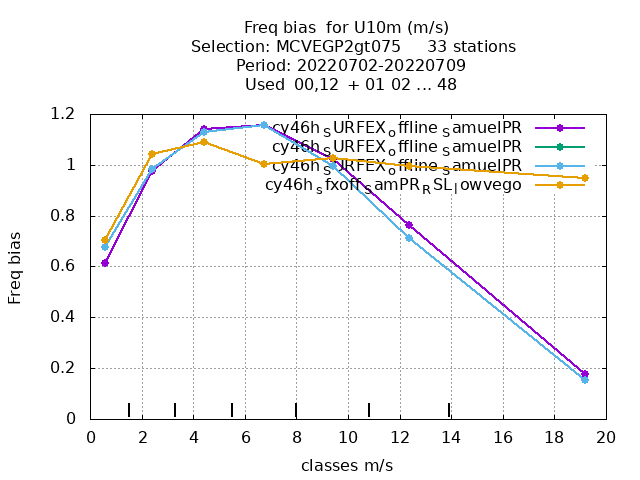 Freq bias  for U10m (m/s)
Selection: MCVEGP2gt075     33 stations
Period: 20220702-20220709
Used  00,12  + 01 02 ... 48
cy46h_SURFEX_offline_SamuelPR
cy46h_SURFEX_offline_SamuelPR
cy46h_SURFEX_offline_SamuelPR
cy46h_sfxoff_SamPR_RSL_lowvego
1.2
1
0.8
0.6
0.4
0.2
0
Freq bias
0 2 4 6 8 10 12 14 16 18 20
classes m/s